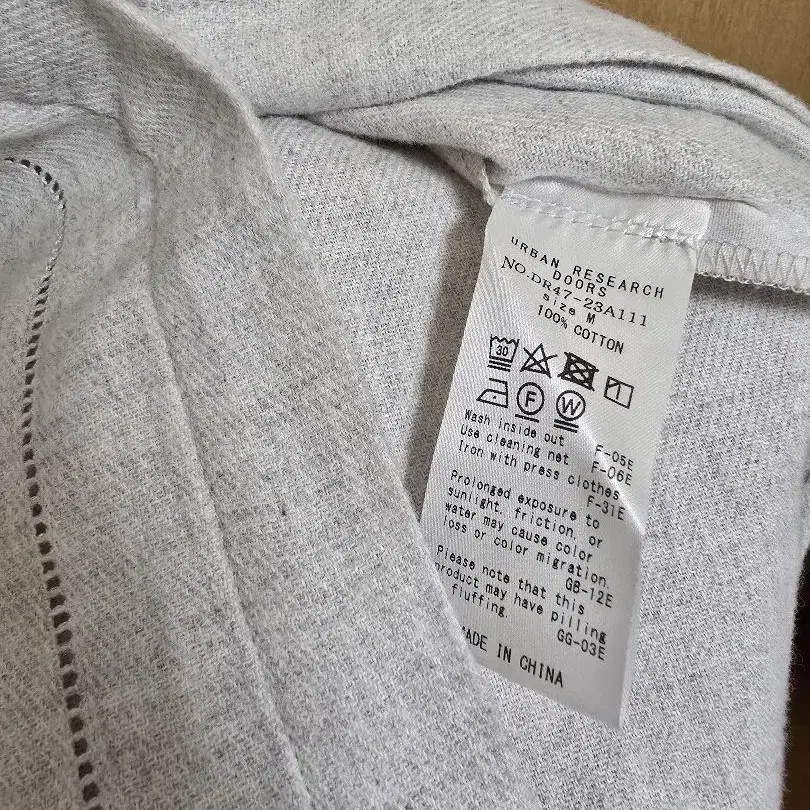 URBAN RESEARCH
DOORS
NO.DR47-23A111
size M
100% COTTON
30
1
F W
Wash inside out F-05E
Use cleaning net F-06E
Iron with press clothes
F-31E
Prolonged exposure to
sunlight, friction, or
water may cause color
loss or color migration.
GB-12E
Please note that this
product may have pilling
fluffing.
GG-03E
MADE IN CHINA